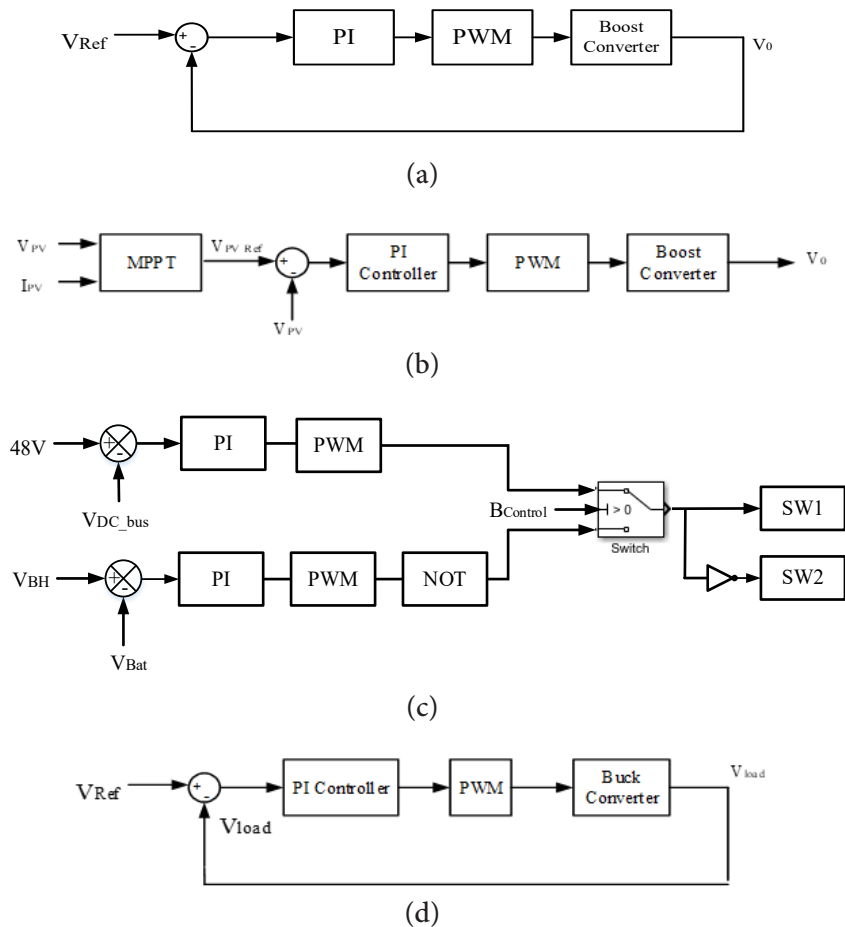 VRef
+
-
PI
PWM
Boost
Converter
V0
(a)
VPV
IPV
MPPT
VPV Ref
+
-
VPV
PI
Controller
PWM
Boost
Converter
V0
(b)
48V
+
-
VDC_bus
PI
PWM
BControl
> 0
Switch
SW1
SW2
VBH
+
-
VBat
PI
PWM
NOT
(c)
VRef
+
-
Vload
PI Controller
PWM
Buck
Converter
Vload
(d)